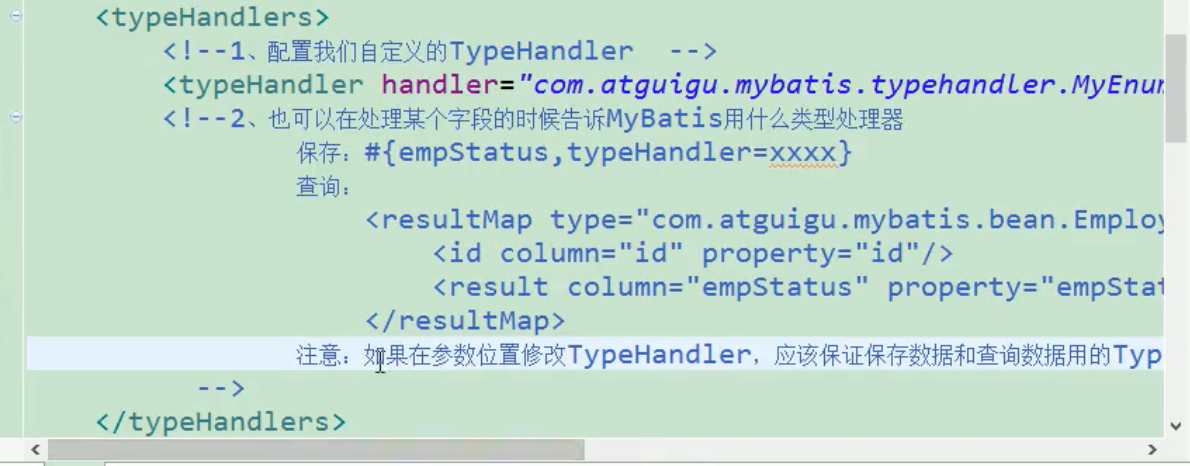 <typeHandlers>
<!--1、配置我们自定义的TypeHandler  -->
<typeHandler handler="com.atguigu.mybatis.typehandler.MyEnum
<!--2、也可以在处理某个字段的时候告诉MyBatis用什么类型处理器
保存：#{empStatus,typeHandler=xxxx}
查询：
<resultMap type="com.atguigu.mybatis.bean.Employ
<id column="id" property="id"/>
<result column="empStatus" property="empStat
</resultMap>
注意：如果在参数位置修改TypeHandler，应该保证保存数据和查询数据用的Typ
-->
</typeHandlers>